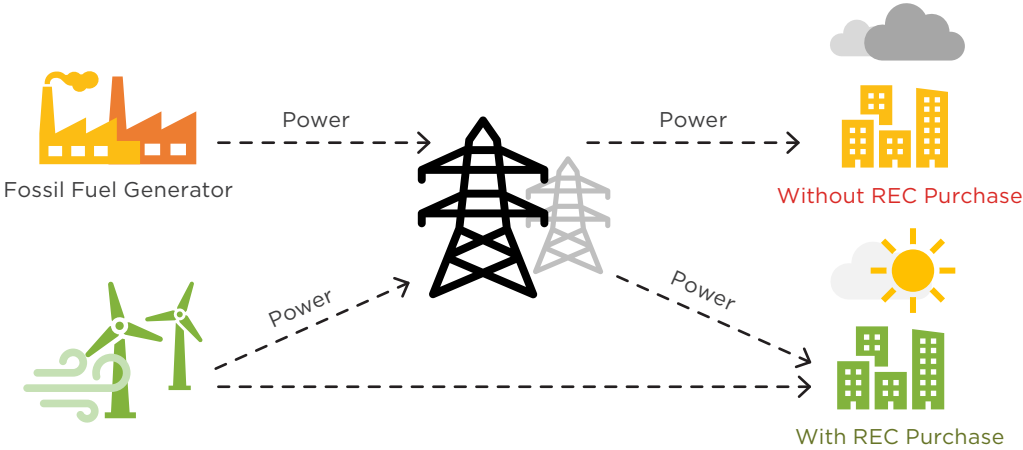 Power
Power
Fossil Fuel Generator
Without REC Purchase
Power
Power
With REC Purchase